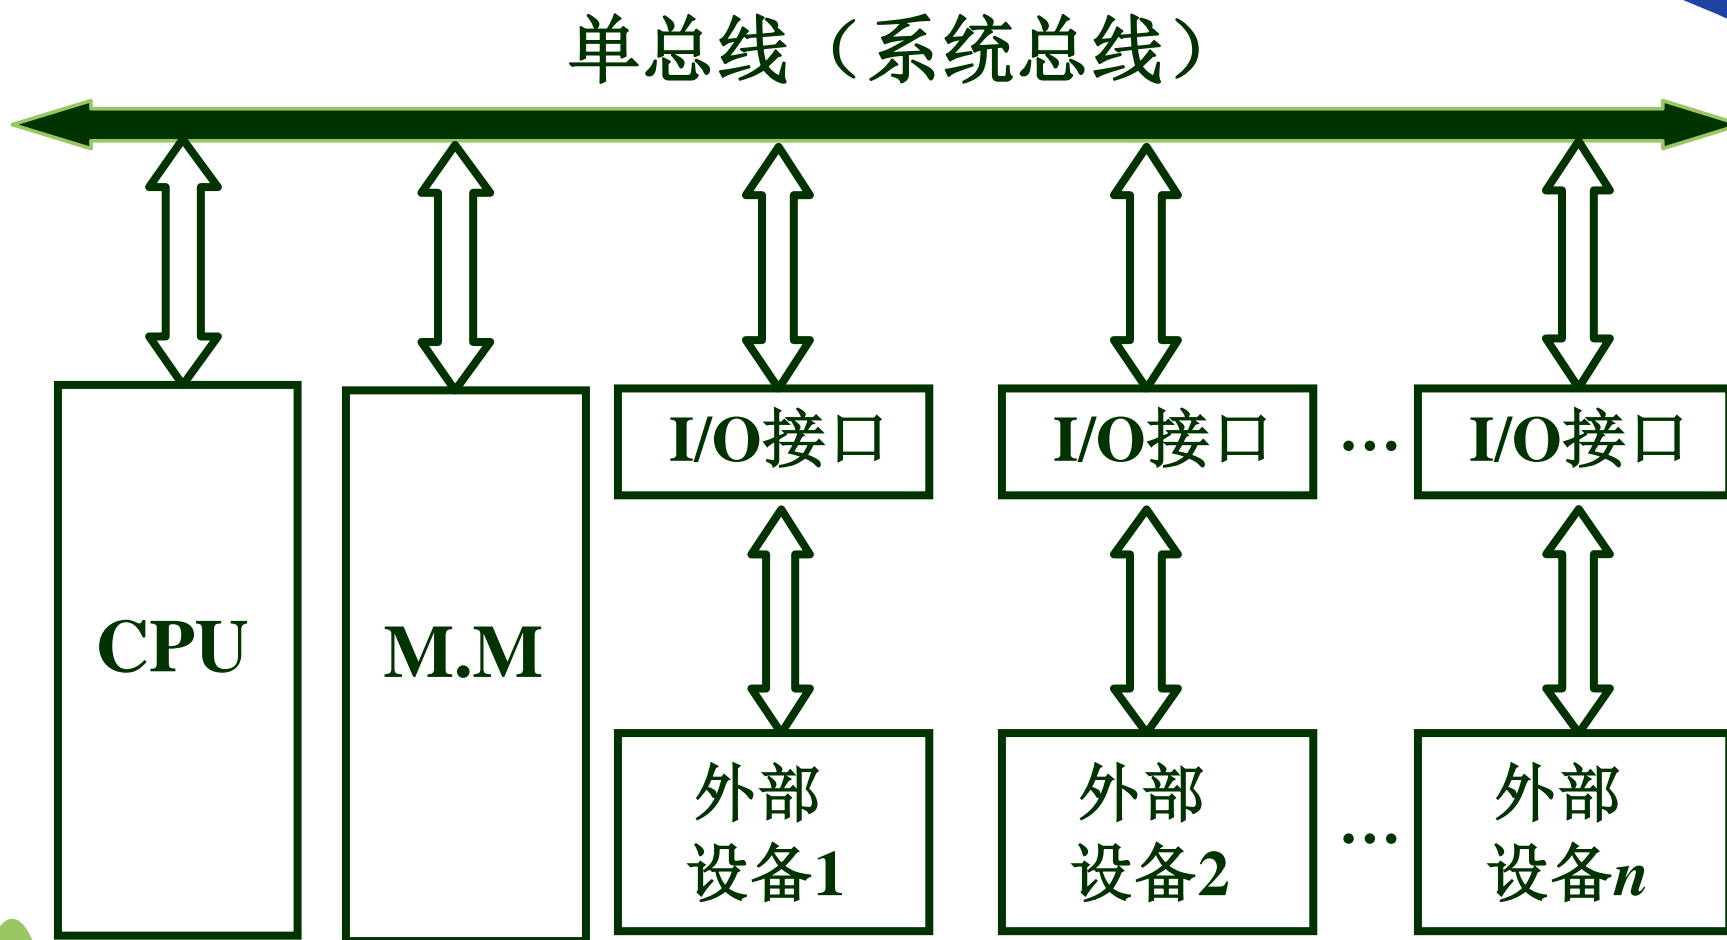 单总线（系统总线）
I/O接口
I/O接口
…
I/O接口
CPU
M.M
外部
设备1
外部
设备2
…
外部
设备n